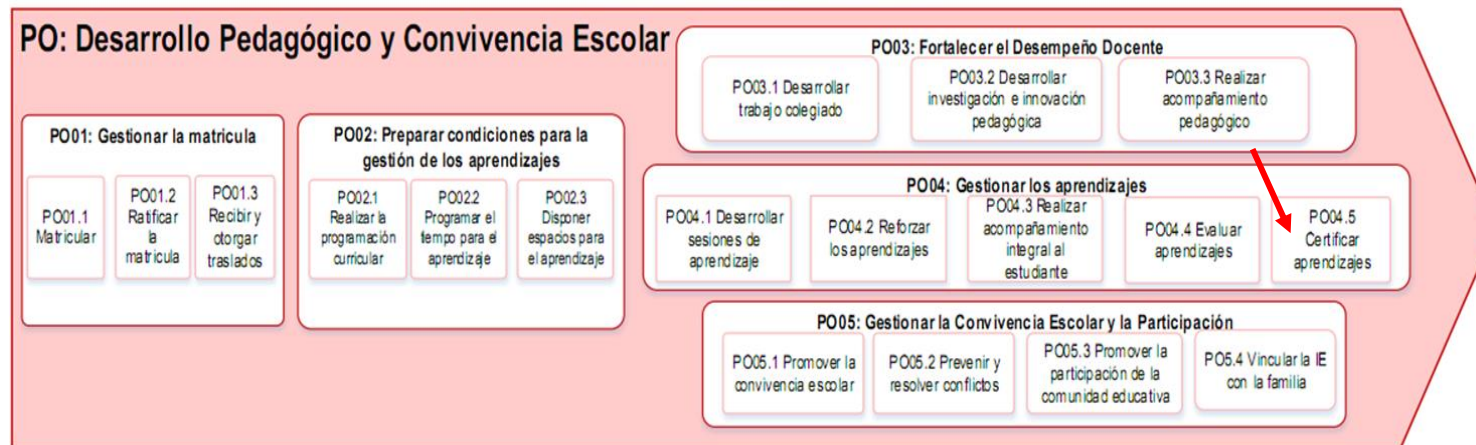 PO: Desarrollo Pedagógico y Convivencia Escolar
PO01: Gestionar la matricula
PO01.1
Matricular
PO01.2
Ratificar
la
matricula
PO01.3
Recibir y
otorgar
traslados
PO02: Preparar condiciones para la
gestión de los aprendizajes
PO02.1
Realizar la
programación
curricular
PO02.2
Programar el
tiempo para el
aprendizaje
PO02.3
Disponer
espacios para
el aprendizaje
PO03: Fortalecer el Desempeño Docente
PO03.1 Desarrollar
trabajo colegiado
PO03.2 Desarrollar
investigación e innovación
pedagógica
PO03.3 Realizar
acompañamiento
pedagógico
PO04: Gestionar los aprendizajes
PO04.1 Desarrollar
sesiones de
aprendizaje
PO04.2 Reforzar
los aprendizajes
PO04.3 Realizar
acompañamiento
integral al
estudiante
PO04.4 Evaluar
aprendizajes
PO04.5
Certificar
aprendizajes
PO05: Gestionar la Convivencia Escolar y la Participación
PO05.1 Promover la
convivencia escolar
PO05.2 Prevenir y
resolver conflictos
PO05.3 Promover la
participación de la
comunidad educativa
PO5.4 Vincular la IE
con la familia